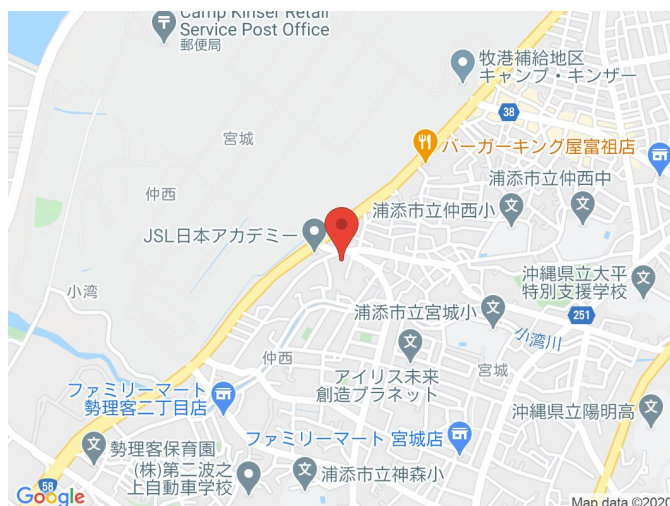 Camp Kinser Retail
Service Post Office
郵便局
牧港補給地区
キャンプ・キンザー
38
宮城
バーガーキング屋富祖店
仲西
浦添市立仲西中
浦添市立仲西小
JSL日本アカデミー
沖縄県立大平
特別支援学校
小湾
浦添市立宮城小
251
小湾川
仲西
アイリス未来
創造プラネット
宮城
ファミリーマート
勢理客二丁目店
沖縄県立陽明高
ファミリーマート 宮城店
勢理客保育園
(株)第二波之
上自動車学校
浦添市立神森小
58
Google
Map data ©2020